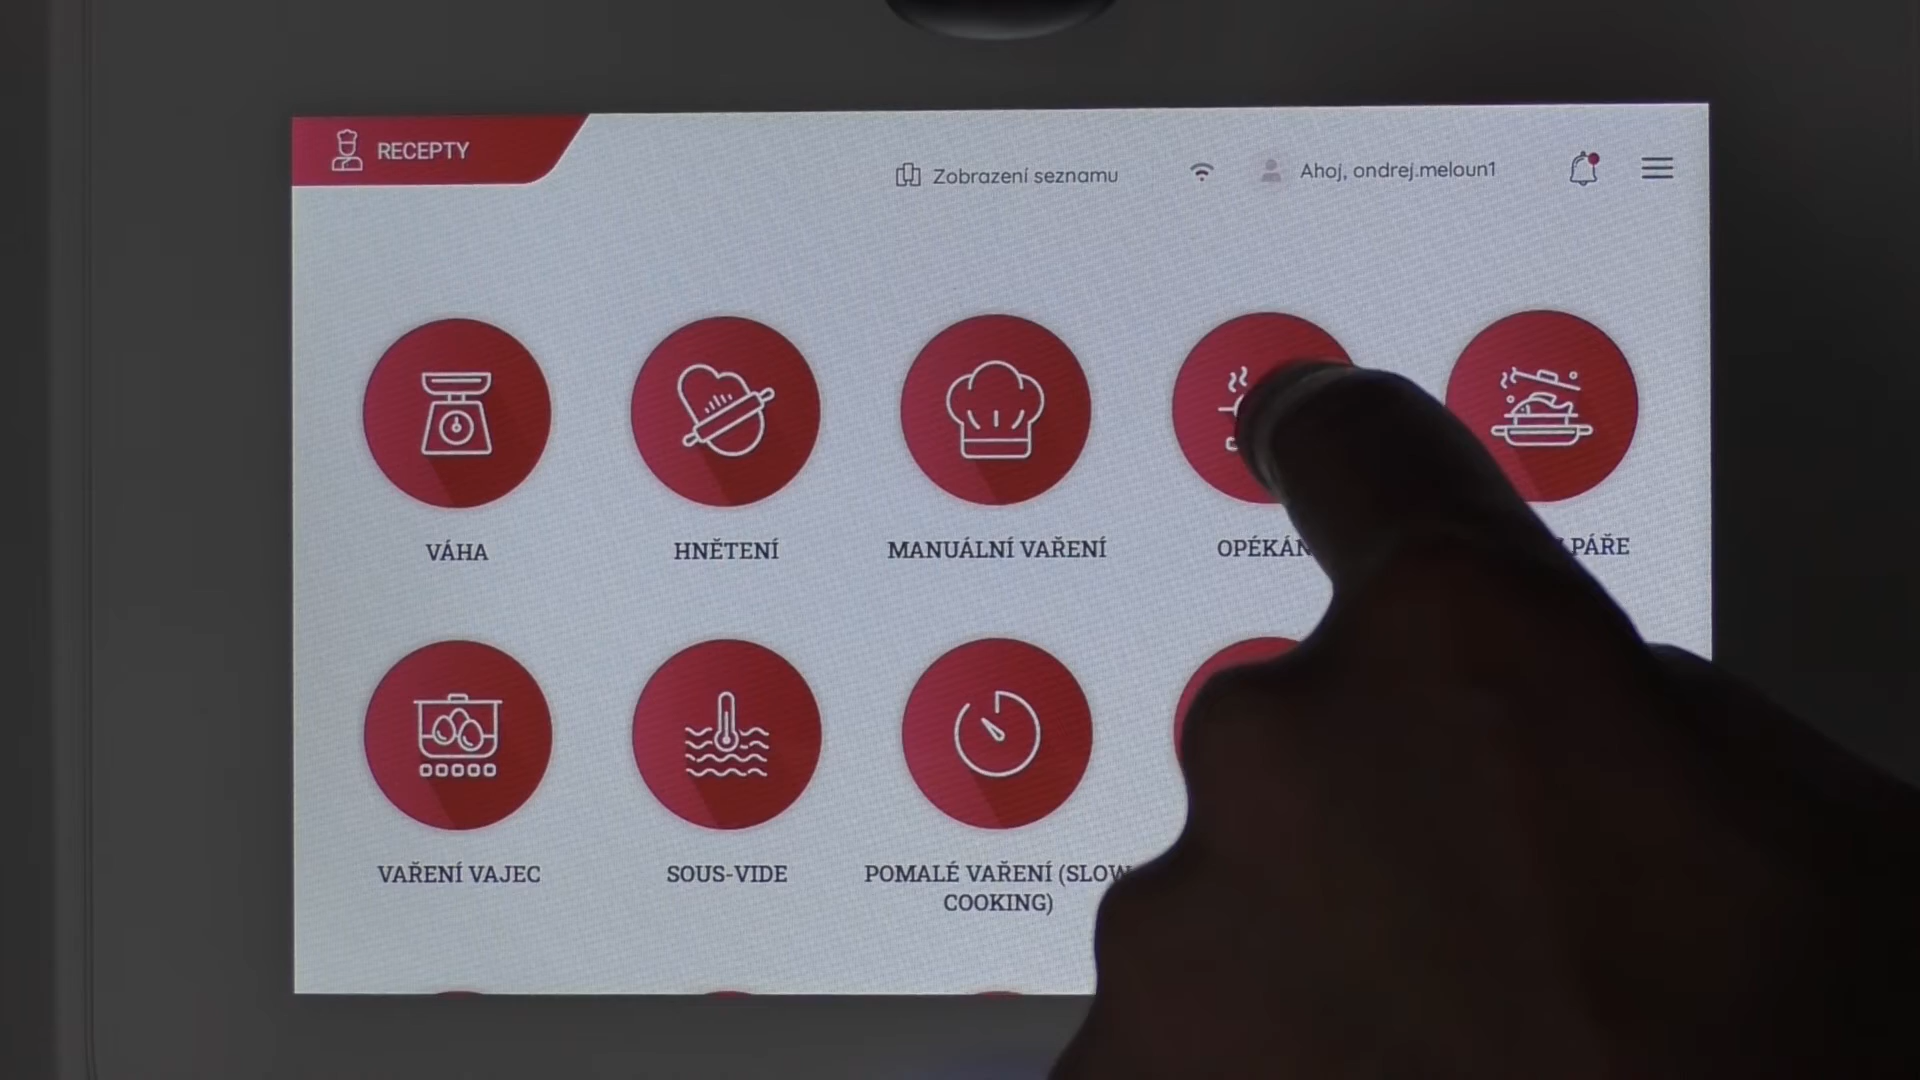 RECEPTY
Zobrazení seznamu
Ahoj, ondrej.meloun1
VÁHA
HNĚTENÍ
MANUÁLNÍ VAŘENÍ
PÁŘE
VAŘENÍ VAJEC
SOUS-VIDE
POMALÉ VAŘENÍ (SLOW
COOKING)